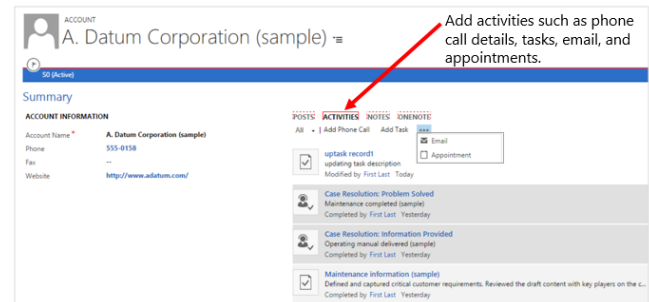 ACCOUNT
A. Datum Corporation (sample)
Add activities such as phone
call details, tasks, email, and
appointments.
S0 (Active)
Summary
ACCOUNT INFORMATION
Account Name *
A. Datum Corporation (sample)
Phone
555-0158
Fax
--
Website
http://www.adatum.com/
POSTS ACTIVITIES NOTES ONENOTE
All | Add Phone Call Add Task ...
Email
Appointment
uptask record1
updating task description
Modified by First Last Today
Case Resolution: Problem Solved
Maintenance completed (sample)
Completed by First Last Yesterday
Case Resolution: Information Provided
Operating manual delivered (sample)
Completed by First Last Yesterday
Maintenance information (sample)
Defined and captured critical customer requirements. Reviewed the draft content with key players on the c...
Completed by First Last Yesterday